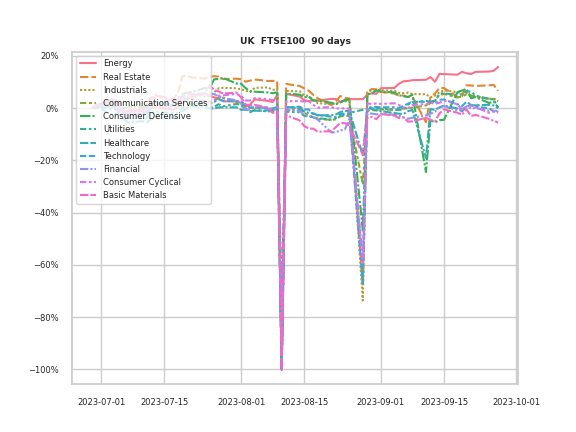 UK FTSE100 90 days
20%
0%
−20%
−40%
−60%
−80%
−100%
Energy
Real Estate
Industrials
Communication Services
Consumer Defensive
Utilities
Healthcare
Technology
Financial
Consumer Cyclical
Basic Materials
2023-07-01 2023-07-15 2023-08-01 2023-08-15 2023-09-01 2023-09-15 2023-10-01